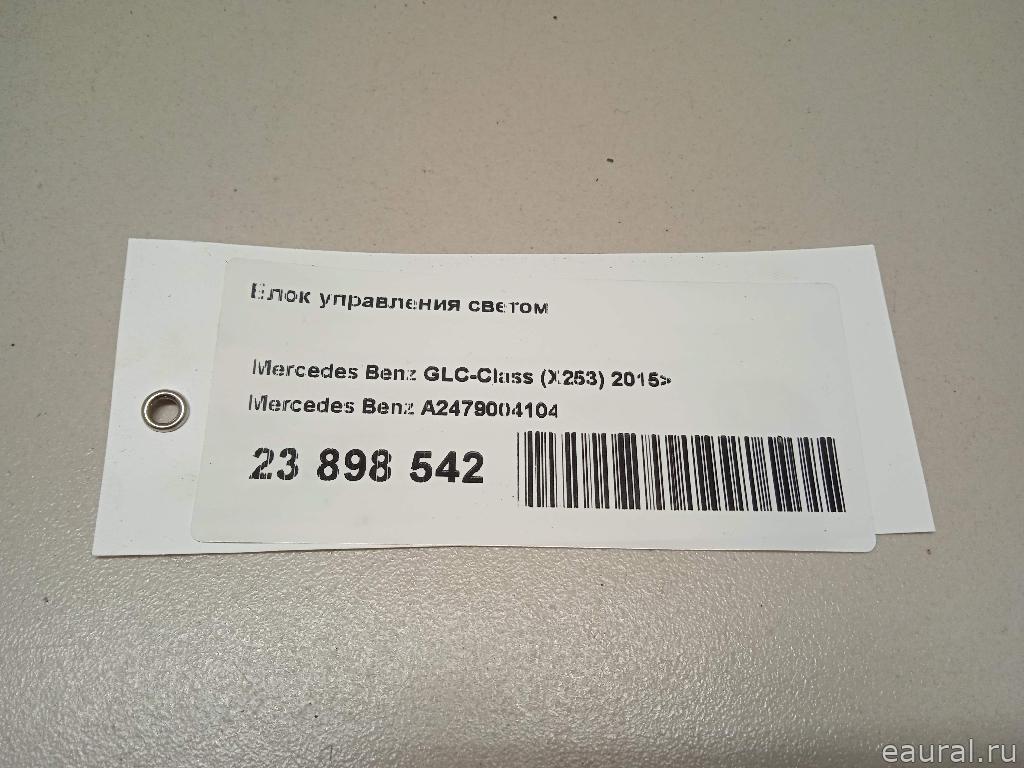 Блок управления светом
Mercedes Benz GLC-Class (X253) 2015>
Mercedes Benz A2479004104
23 898 542
eaural.ru